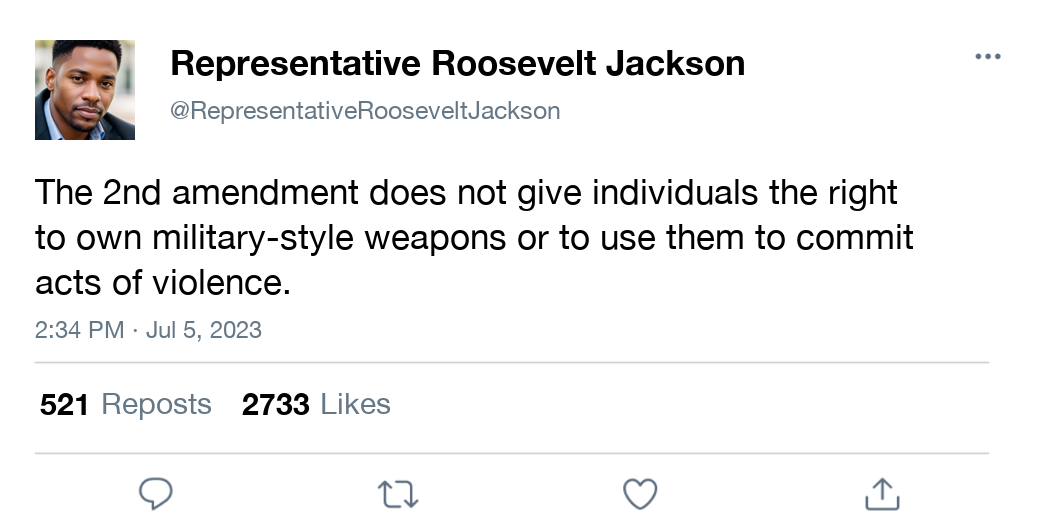 Representative Roosevelt Jackson
@RepresentativeRooseveltJackson
The 2nd amendment does not give individuals the right
to own military-style weapons or to use them to commit
acts of violence.
2:34 PM · Jul 5, 2023
521 Reposts 2733 Likes